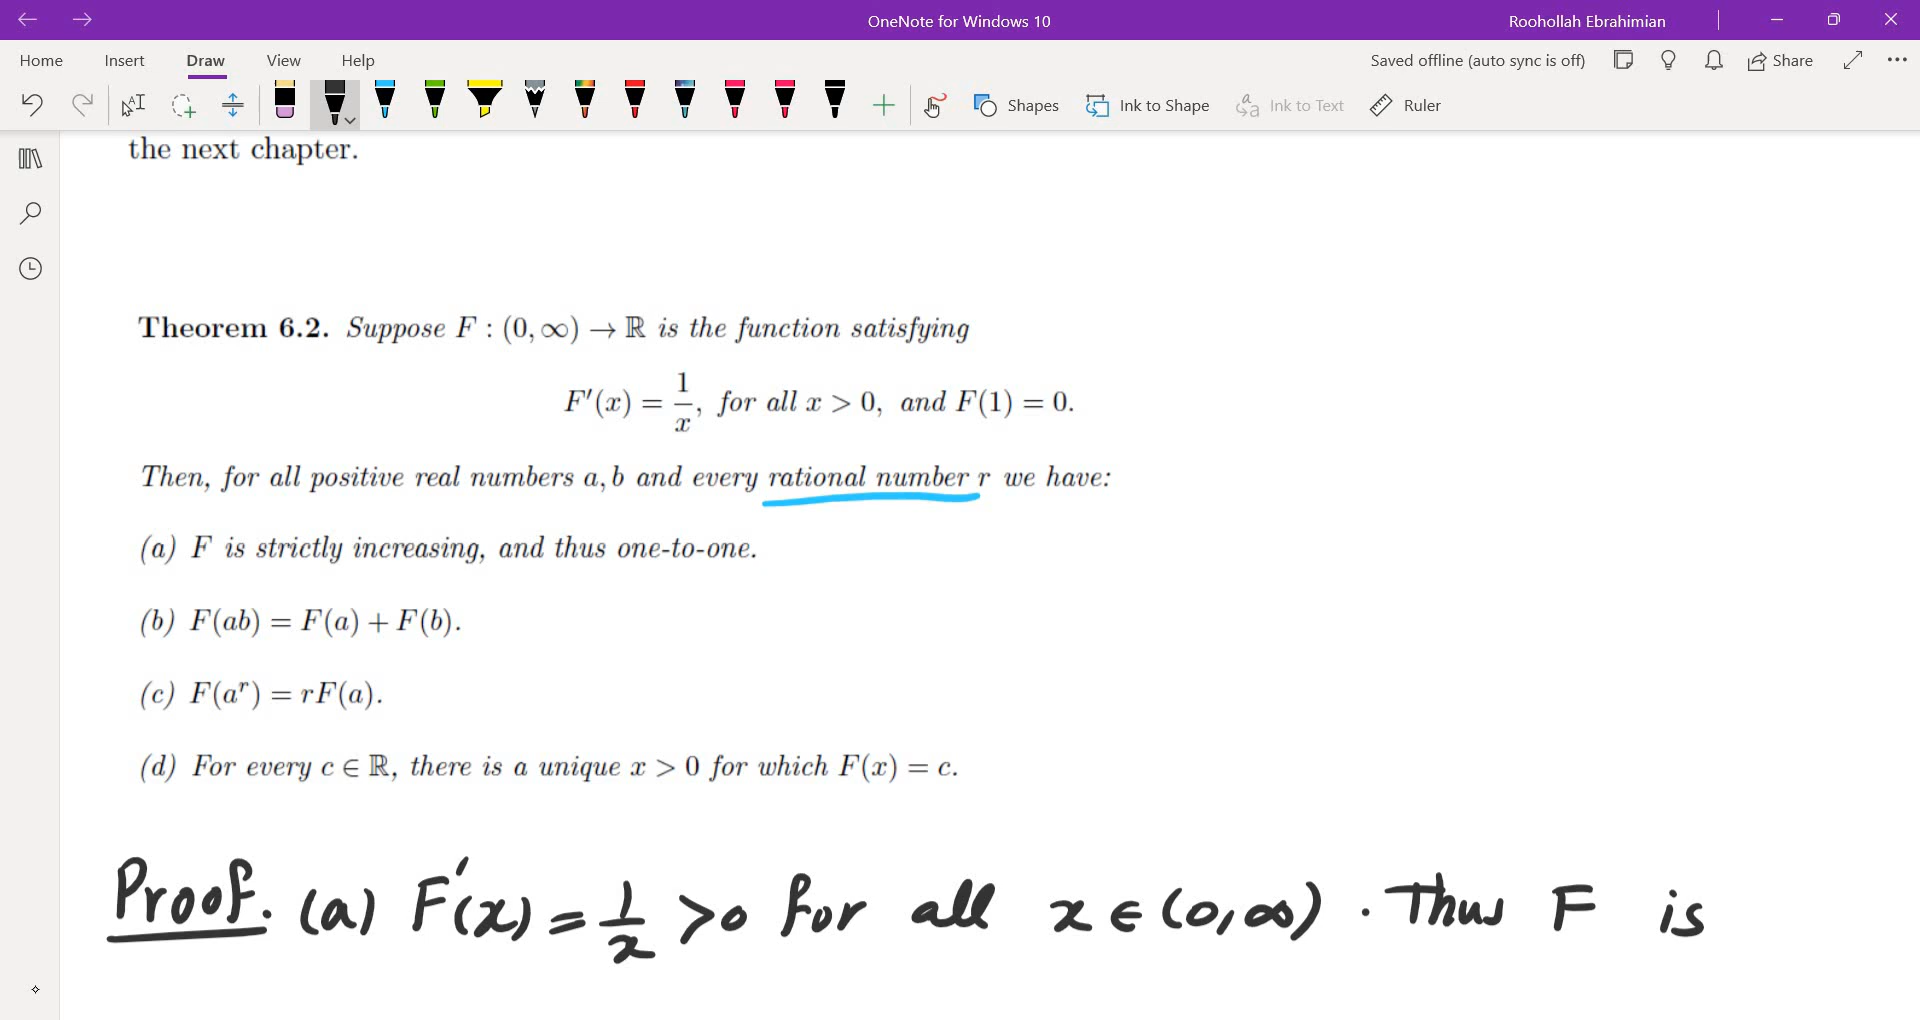 OneNote for Windows 10
Roohollah Ebrahimian
Home Insert Draw View Help
Saved offline (auto sync is off) Share
Shapes Ink to Shape Ink to Text Ruler
the next chapter.
Theorem 6.2. Suppose F : (0, ∞) → ℝ is the function satisfying
F′(x) = 1/x, for all x > 0, and F(1) = 0.
Then, for all positive real numbers a, b and every rational number r we have:
(a) F is strictly increasing, and thus one-to-one.
(b) F(ab) = F(a) + F(b).
(c) F(aʳ) = rF(a).
(d) For every c ∈ ℝ, there is a unique x > 0 for which F(x) = c.
Proof. (a) F′(x) = 1/x > 0 for all x ∈ (0, ∞). Thus F is